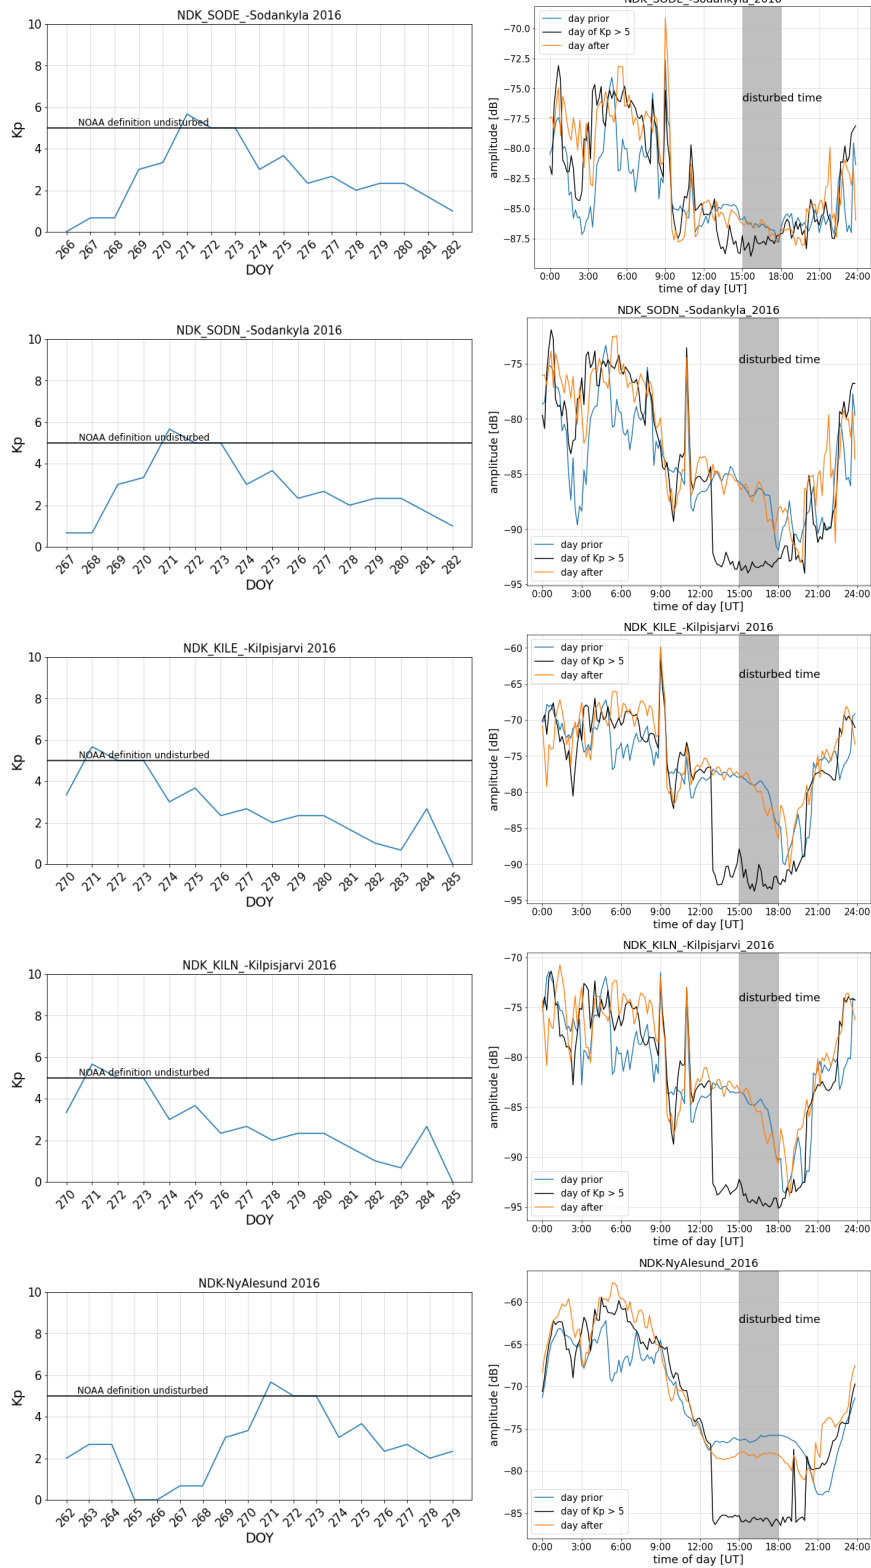 NDK_SODE_-Sodankyla 2016
10
8
6
4
2
0
Kp
NOAA definition undisturbed
266 267 268 269 270 271 272 273 274 275 276 277 278 279 280 281 282
DOY
NDK_SODE_-Sodankyla_2016
day prior
day of Kp > 5
day after
disturbed time
−70.0
−72.5
−75.0
−77.5
−80.0
−82.5
−85.0
−87.5
amplitude [dB]
0:00 3:00 6:00 9:00 12:00 15:00 18:00 21:00 24:00
time of day [UT]
NDK_SODN_-Sodankyla 2016
10
8
6
4
2
0
Kp
NOAA definition undisturbed
267 268 269 270 271 272 273 274 275 276 277 278 279 280 281 282
DOY
NDK_SODN_-Sodankyla_2016
disturbed time
−75
−80
−85
−90
−95
amplitude [dB]
day prior
day of Kp > 5
day after
0:00 3:00 6:00 9:00 12:00 15:00 18:00 21:00 24:00
time of day [UT]
NDK_KILE_-Kilpisjarvi 2016
10
8
6
4
2
0
Kp
NOAA definition undisturbed
270 271 272 273 274 275 276 277 278 279 280 281 282 283 284 285
DOY
NDK_KILE_-Kilpisjarvi_2016
day prior
day of Kp > 5
day after
disturbed time
−60
−65
−70
−75
−80
−85
−90
−95
amplitude [dB]
0:00 3:00 6:00 9:00 12:00 15:00 18:00 21:00 24:00
time of day [UT]
NDK_KILN_-Kilpisjarvi 2016
10
8
6
4
2
0
Kp
NOAA definition undisturbed
270 271 272 273 274 275 276 277 278 279 280 281 282 283 284 285
DOY
NDK_KILN_-Kilpisjarvi_2016
disturbed time
−70
−75
−80
−85
−90
−95
amplitude [dB]
day prior
day of Kp > 5
day after
0:00 3:00 6:00 9:00 12:00 15:00 18:00 21:00 24:00
time of day [UT]
NDK-NyAlesund 2016
10
8
6
4
2
0
Kp
NOAA definition undisturbed
262 263 264 265 266 267 268 269 270 271 272 273 274 275 276 277 278 279
DOY
NDK-NyAlesund_2016
disturbed time
−60
−65
−70
−75
−80
−85
amplitude [dB]
day prior
day of Kp > 5
day after
0:00 3:00 6:00 9:00 12:00 15:00 18:00 21:00 24:00
time of day [UT]